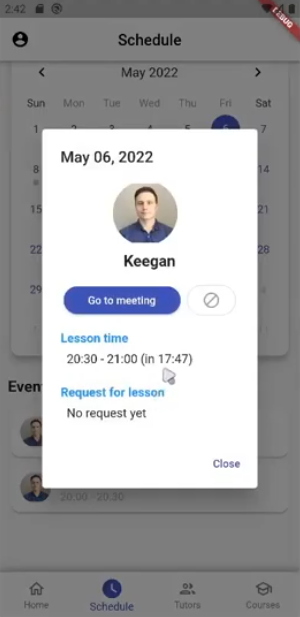 2:42
DEBUG
Schedule
May 2022
Sun Mon Tue Wed Thu Fri Sat
1 2 3 4 5 6 7
May 06, 2022
8 14
Keegan
15 21
22 28
Go to meeting
29
Lesson time
20:30 - 21:00 (in 17:47)
Request for lesson
Even
No request yet
Close
20:00 - 20:30
Home Schedule Tutors Courses